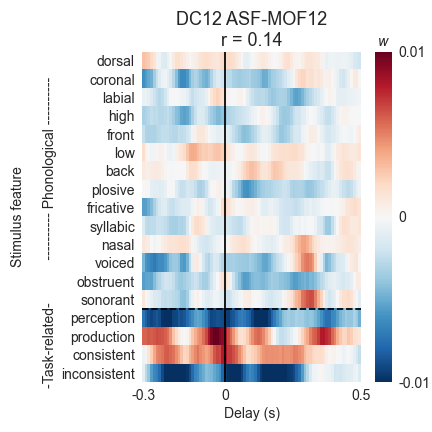 DC12 ASF-MOF12
r = 0.14
w
0.01
0
-0.01
Stimulus feature
-Task-related- ---------- Phonological ----------
dorsal
coronal
labial
high
front
low
back
plosive
fricative
syllabic
nasal
voiced
obstruent
sonorant
perception
production
consistent
inconsistent
-0.3 0 0.5
Delay (s)